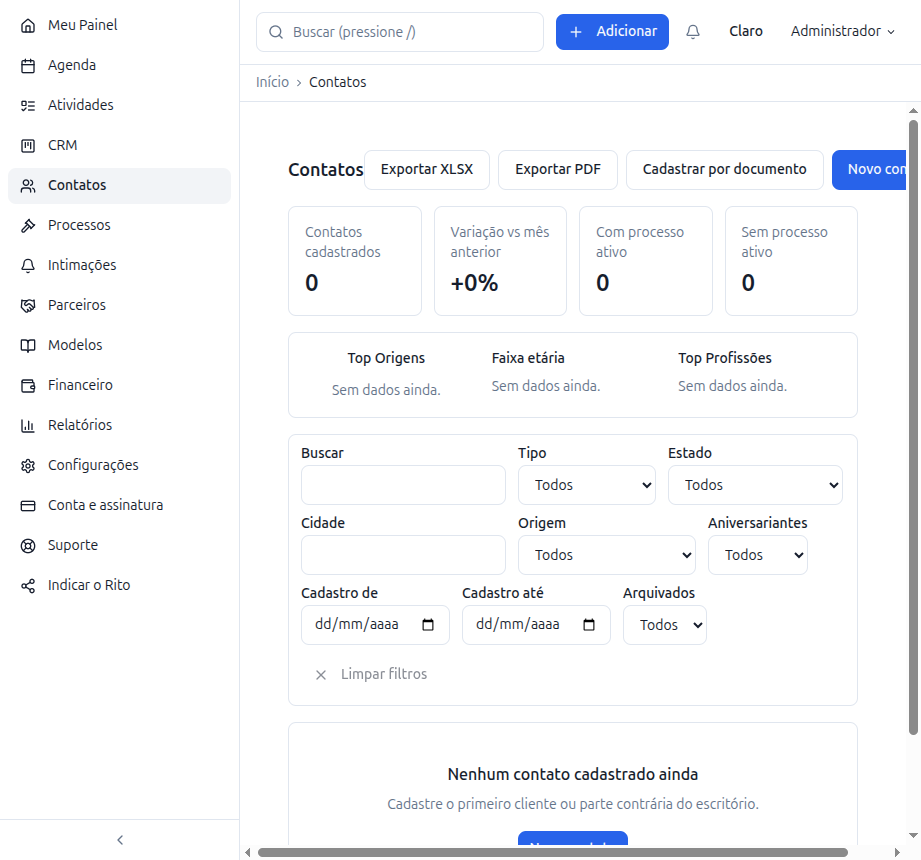 Meu Painel
Agenda
Atividades
CRM
Contatos
Processos
Intimações
Parceiros
Modelos
Financeiro
Relatórios
Configurações
Conta e assinatura
Suporte
Indicar o Rito
Buscar (pressione /)
Adicionar
Claro
Administrador
Início › Contatos
Contatos
Exportar XLSX
Exportar PDF
Cadastrar por documento
Novo con
Contatos cadastrados
0
Variação vs mês anterior
+0%
Com processo ativo
0
Sem processo ativo
0
Top Origens
Sem dados ainda.
Faixa etária
Sem dados ainda.
Top Profissões
Sem dados ainda.
Buscar
Tipo
Todos
Estado
Todos
Cidade
Origem
Todos
Aniversariantes
Todos
Cadastro de
dd/mm/aaaa
Cadastro até
dd/mm/aaaa
Arquivados
Todos
Limpar filtros
Nenhum contato cadastrado ainda
Cadastre o primeiro cliente ou parte contrária do escritório.